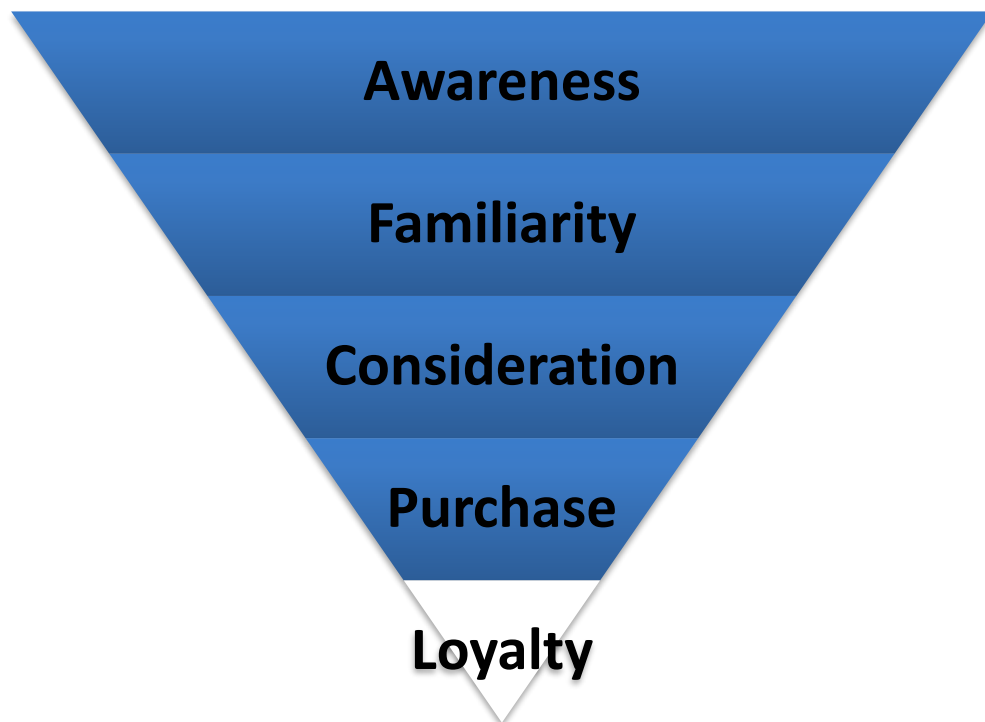 Awareness
Familiarity
Consideration
Purchase
Loyalty